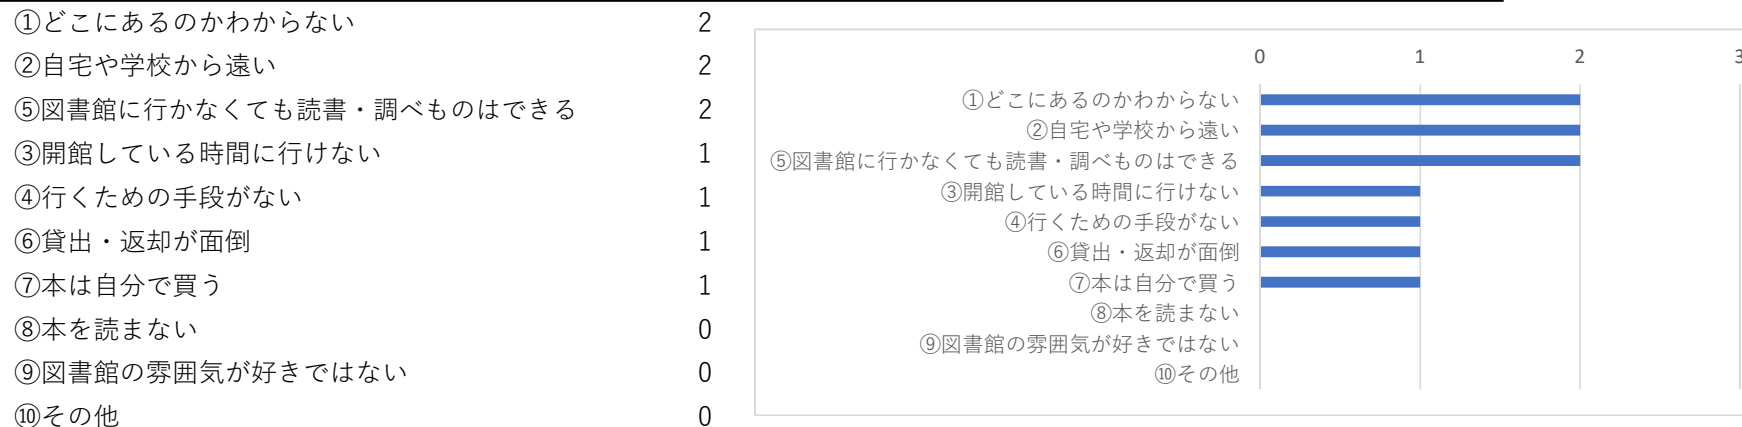 ①どこにあるのかわからない 2
②自宅や学校から遠い 2
⑤図書館に行かなくても読書・調べものはできる 2
③開館している時間に行けない 1
④行くための手段がない 1
⑥貸出・返却が面倒 1
⑦本は自分で買う 1
⑧本を読まない 0
⑨図書館の雰囲気が好きではない 0
⑩その他 0
0 1 2 3
①どこにあるのかわからない
②自宅や学校から遠い
⑤図書館に行かなくても読書・調べものはできる
③開館している時間に行けない
④行くための手段がない
⑥貸出・返却が面倒
⑦本は自分で買う
⑧本を読まない
⑨図書館の雰囲気が好きではない
⑩その他